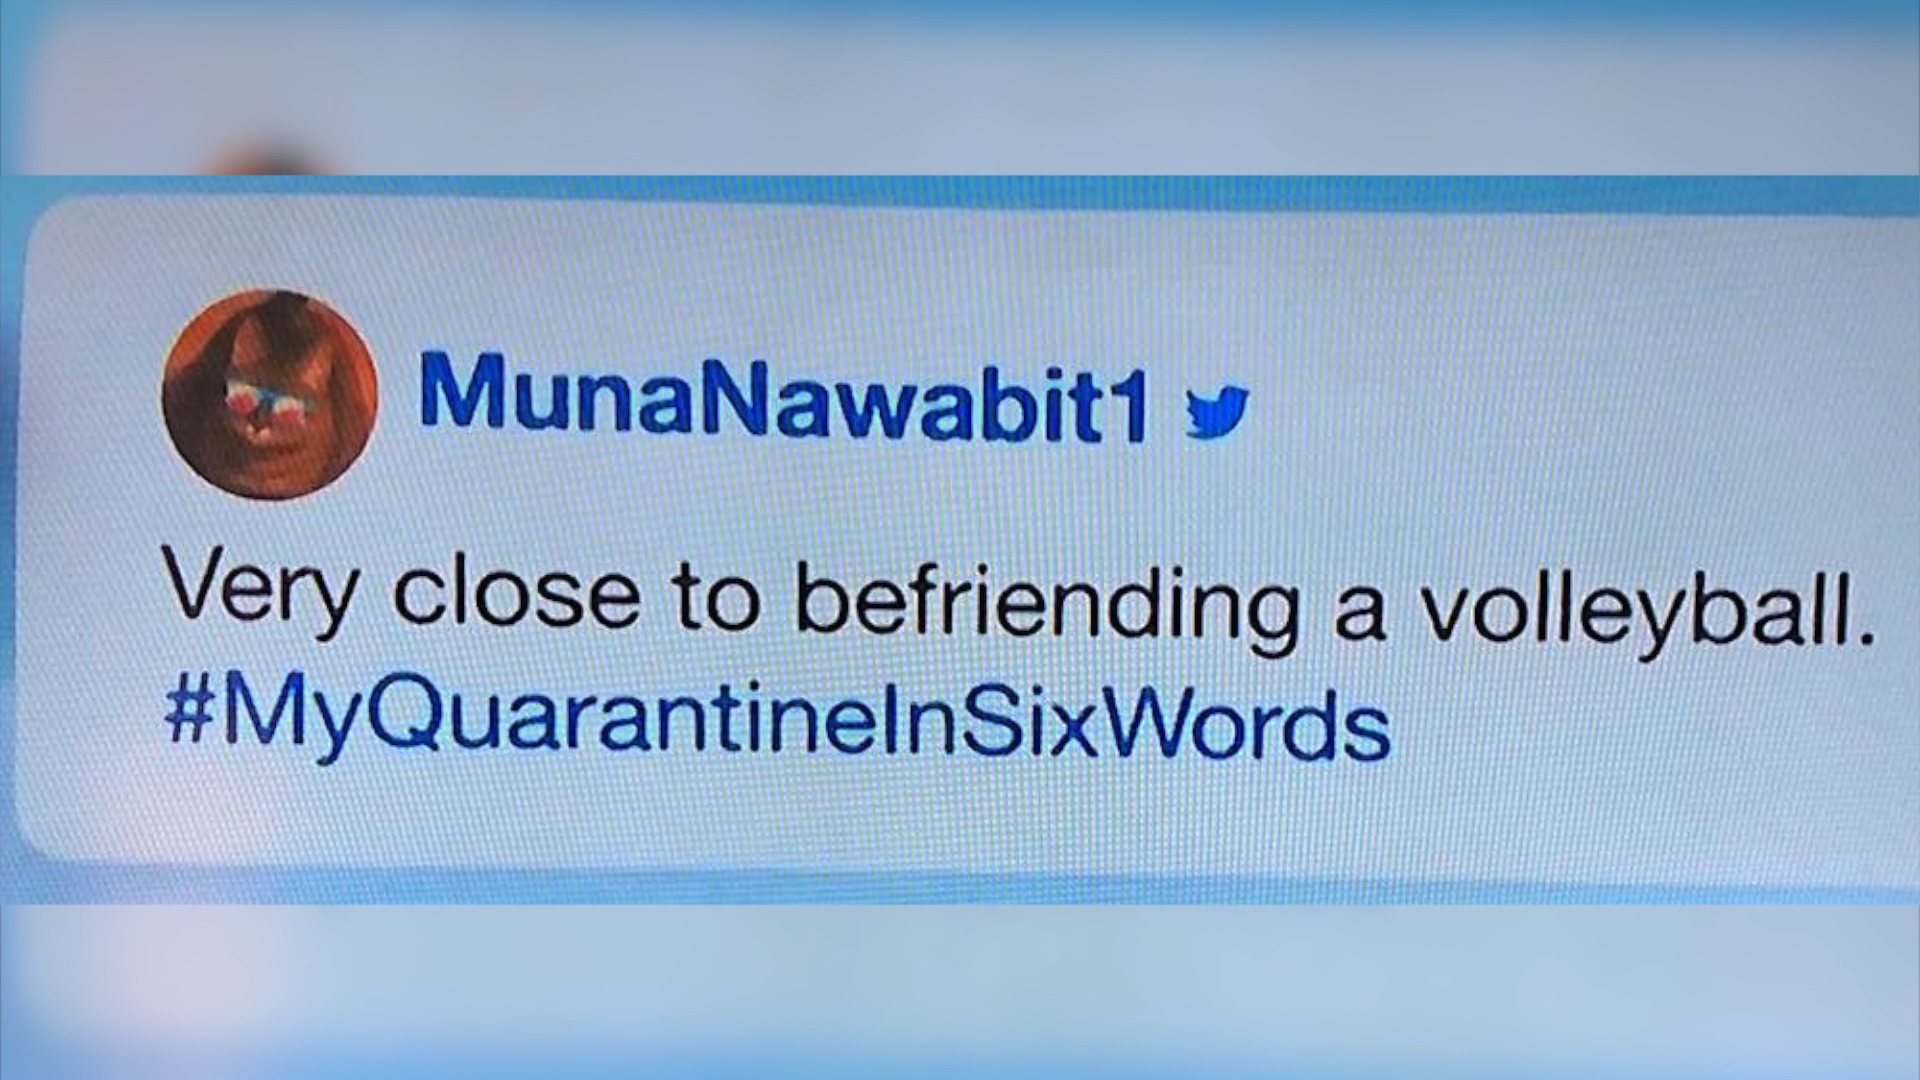 MunaNawabit1
Very close to befriending a volleyball.
#MyQuarantineInSixWords